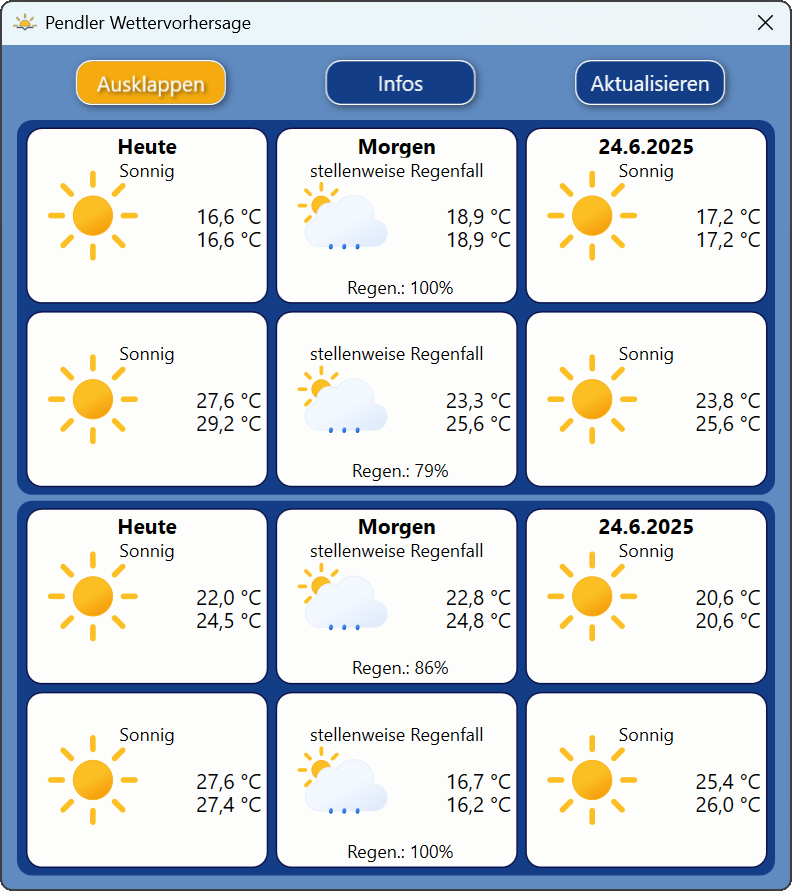 Pendler Wettervorhersage
Ausklappen
Infos
Aktualisieren
Heute
Sonnig
16,6 °C
16,6 °C
Morgen
stellenweise Regenfall
18,9 °C
18,9 °C
Regen.: 100%
24.6.2025
Sonnig
17,2 °C
17,2 °C
Sonnig
27,6 °C
29,2 °C
stellenweise Regenfall
23,3 °C
25,6 °C
Regen.: 79%
Sonnig
23,8 °C
25,6 °C
Heute
Sonnig
22,0 °C
24,5 °C
Morgen
stellenweise Regenfall
22,8 °C
24,8 °C
Regen.: 86%
24.6.2025
Sonnig
20,6 °C
20,6 °C
Sonnig
27,6 °C
27,4 °C
stellenweise Regenfall
16,7 °C
16,2 °C
Regen.: 100%
Sonnig
25,4 °C
26,0 °C